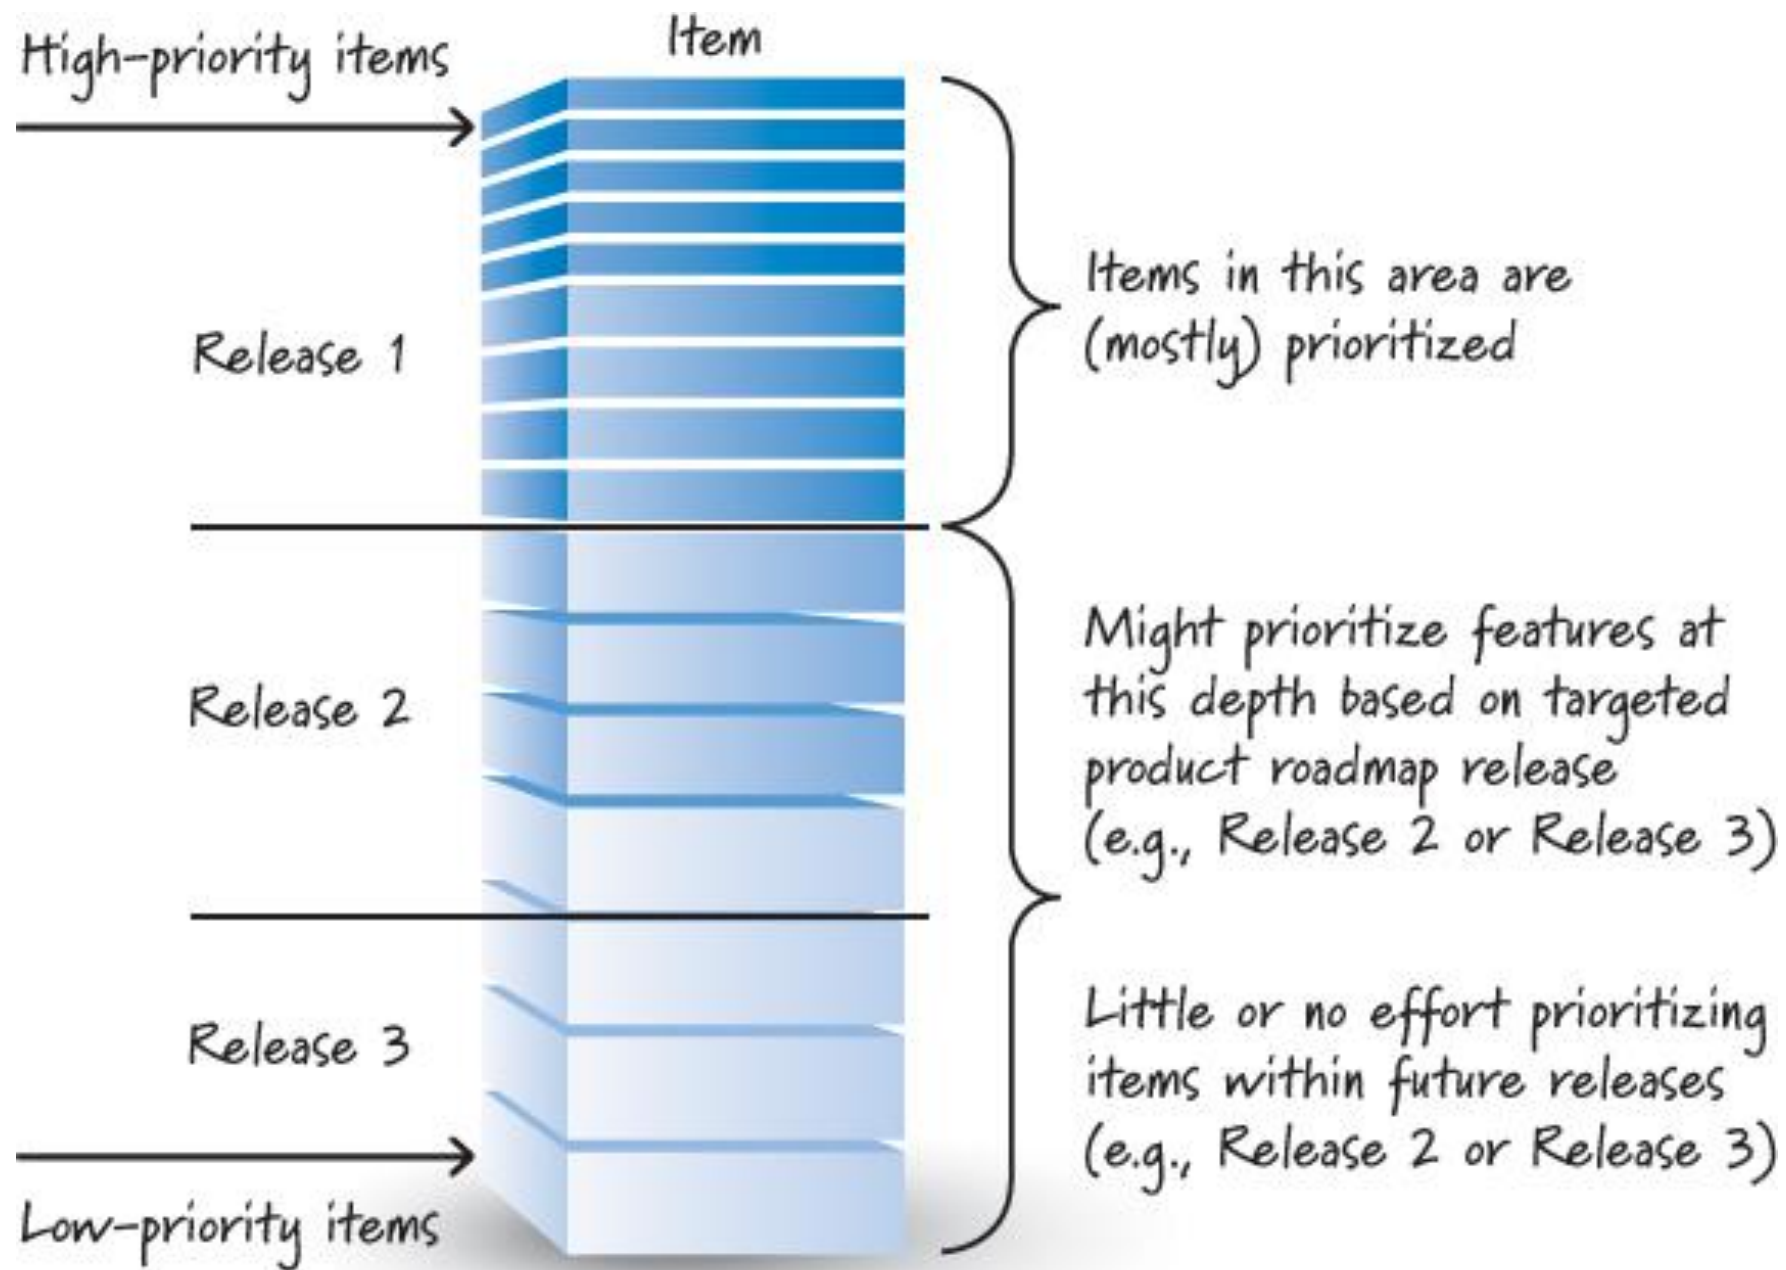 High-priority items
Item
Release 1
Items in this area are
(mostly) prioritized
Release 2
Might prioritize features at
this depth based on targeted
product roadmap release
(e.g., Release 2 or Release 3)
Release 3
Little or no effort prioritizing
items within future releases
(e.g., Release 2 or Release 3)
Low-priority items